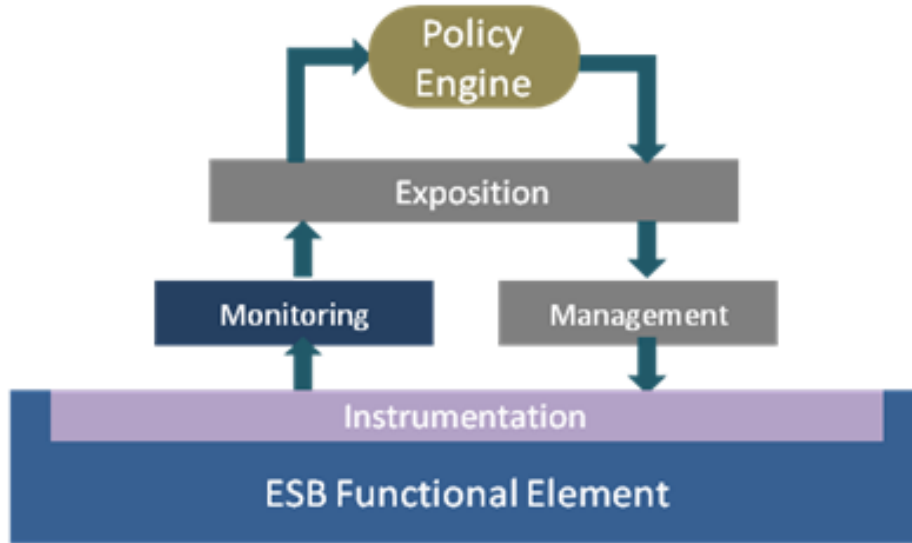 Policy
Engine
Exposition
Monitoring
Management
Instrumentation
ESB Functional Element